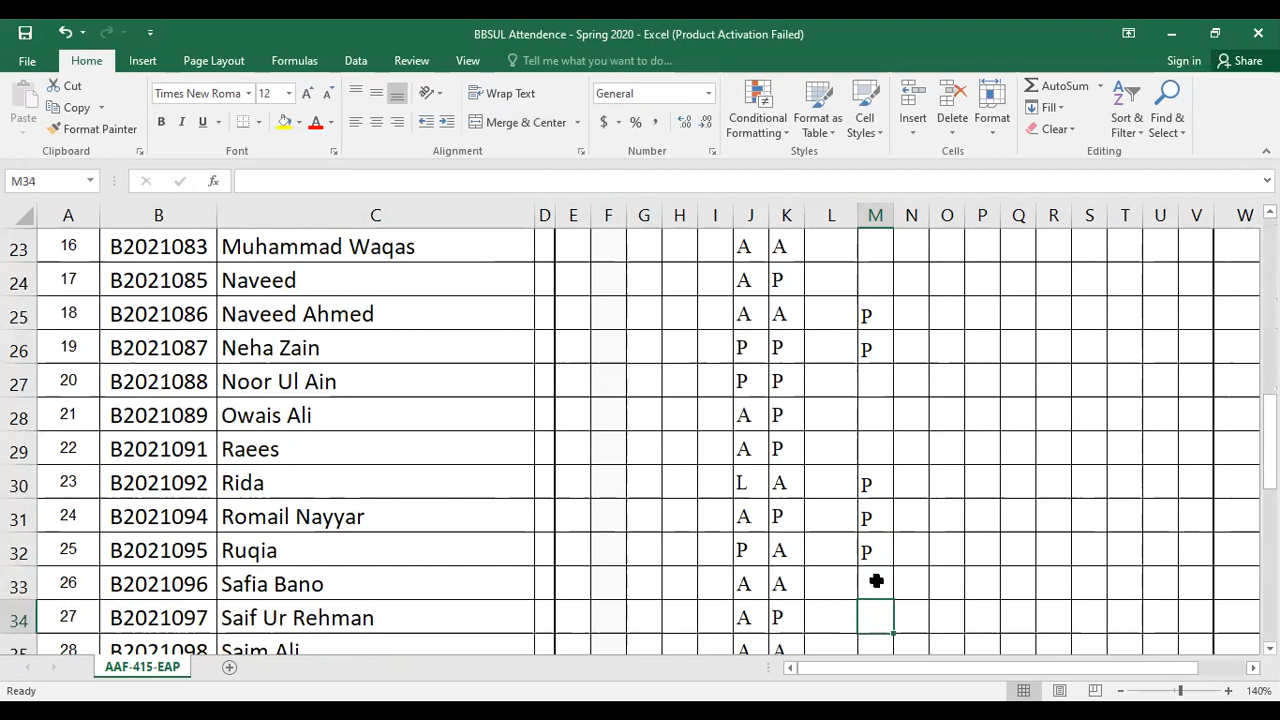 BBSUL Attendence - Spring 2020 - Excel (Product Activation Failed)
File Home Insert Page Layout Formulas Data Review View Tell me what you want to do... Sign in Share
Paste Cut Copy Format Painter
Times New Roma 12 B I U A A A
Wrap Text Merge & Center
General $ % ,
Conditional Formatting Format as Table Cell Styles
Insert Delete Format
AutoSum Fill Clear Sort & Filter Find & Select
Clipboard Font Alignment Number Styles Cells Editing
M34 fx
A B C D E F G H I J K L M N O P Q R S T U V W
23 16 B2021083 Muhammad Waqas A A
24 17 B2021085 Naveed A P
25 18 B2021086 Naveed Ahmed A A P
26 19 B2021087 Neha Zain P P P
27 20 B2021088 Noor Ul Ain P P
28 21 B2021089 Owais Ali A P
29 22 B2021091 Raees A P
30 23 B2021092 Rida L A P
31 24 B2021094 Romail Nayyar A P P
32 25 B2021095 Ruqia P A P
33 26 B2021096 Safia Bano A A
34 27 B2021097 Saif Ur Rehman A P
35 28 B2021098 Saim Ali A A
AAF-415-EAP
Ready 140%